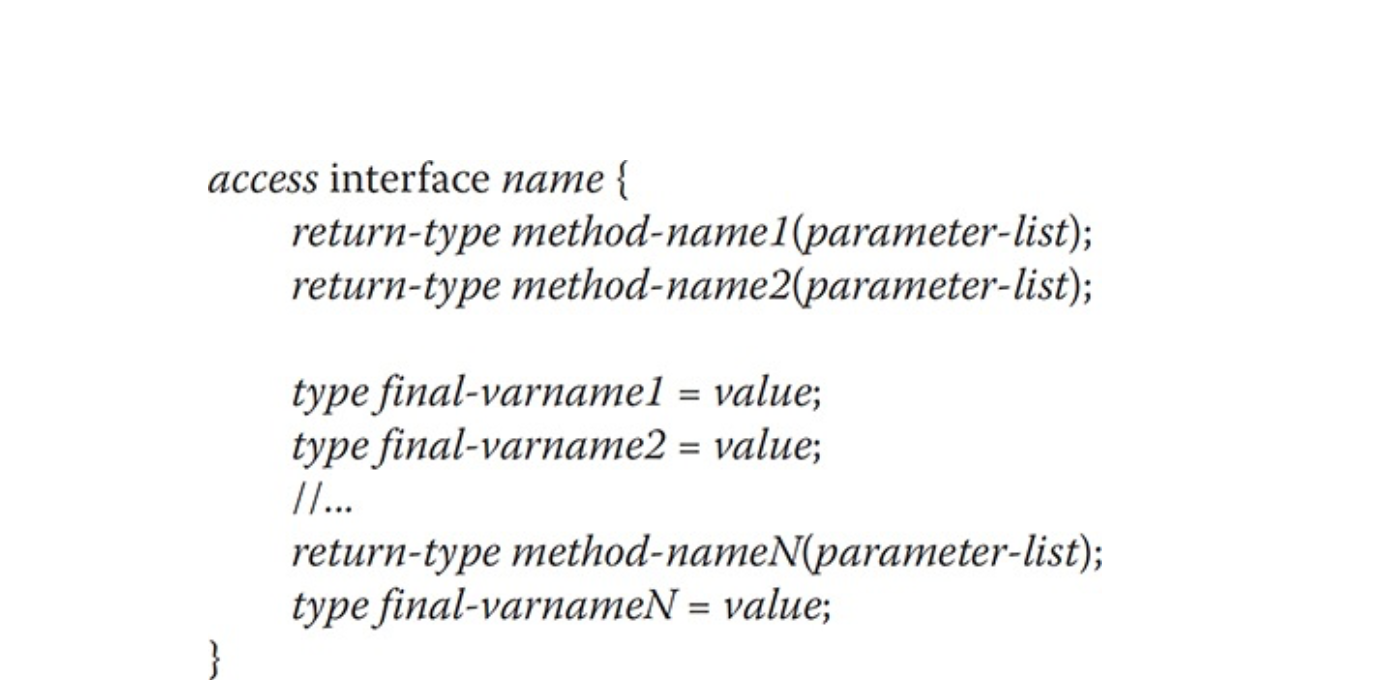 access interface name {
return-type method-name1(parameter-list);
return-type method-name2(parameter-list);
type final-varname1 = value;
type final-varname2 = value;
//...
return-type method-nameN(parameter-list);
type final-varnameN = value;
}